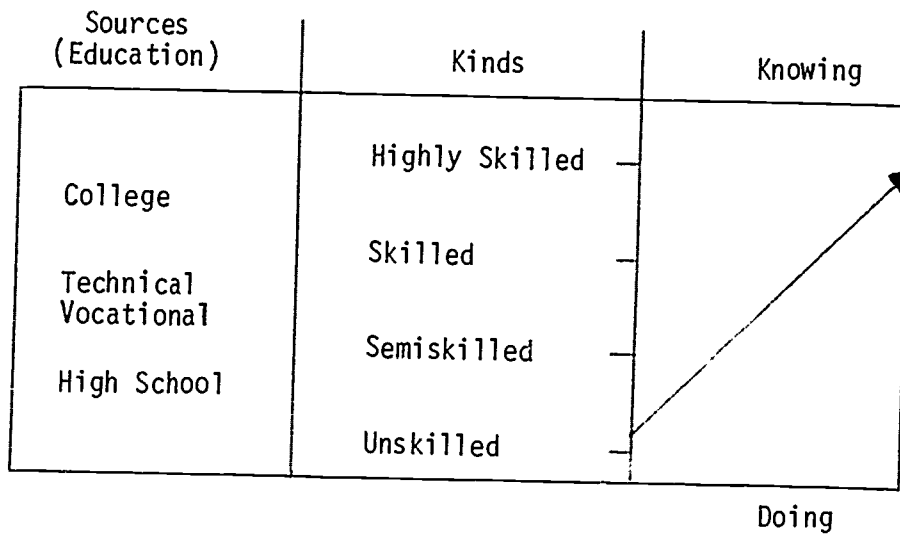 Sources
(Education)
Kinds
Knowing
College
Technical
Vocational
High School
Highly Skilled
Skilled
Semiskilled
Unskilled
Doing